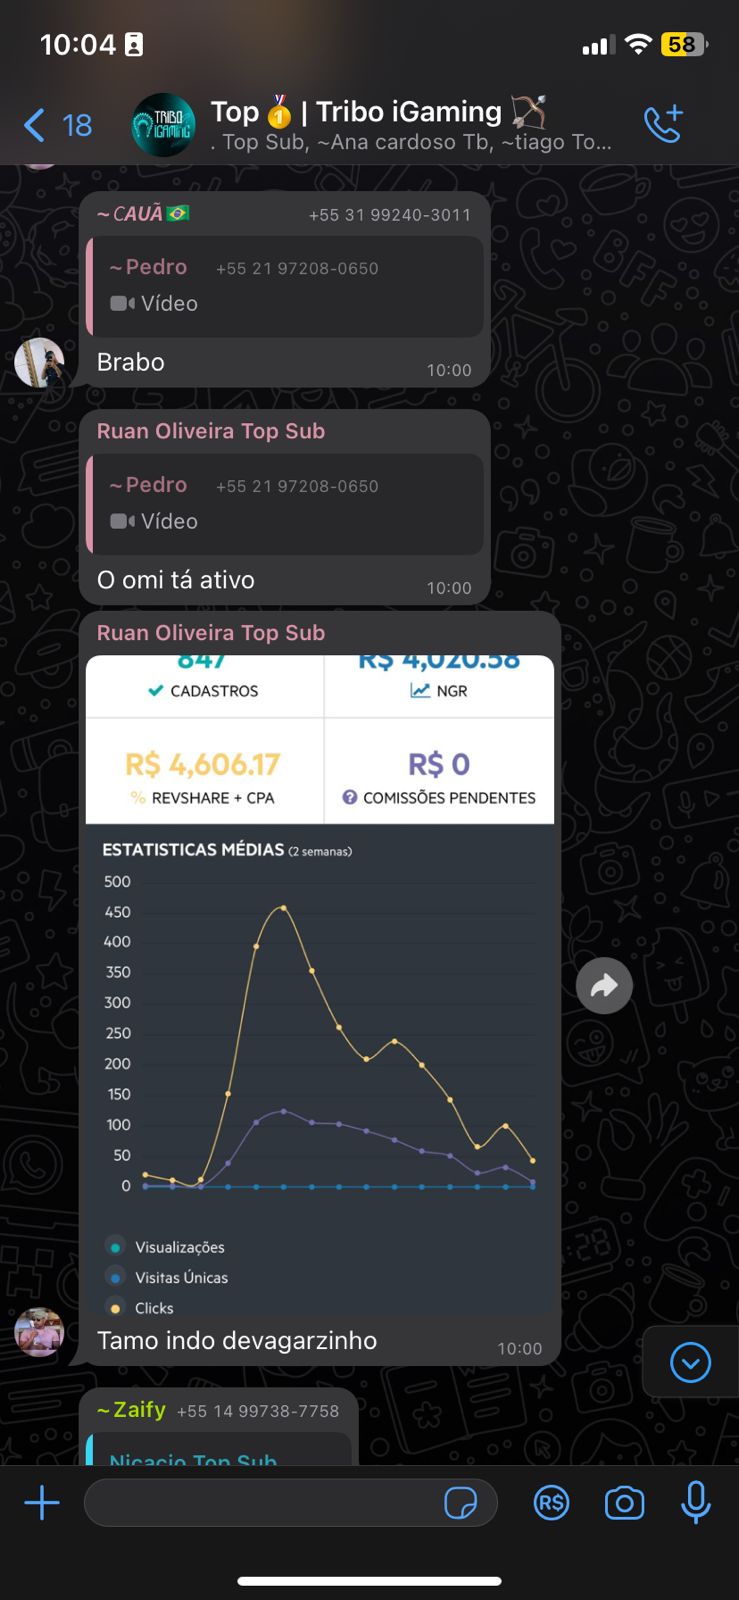 10:04
58
18
TRIBO
IGAMING
Top🥇| Tribo iGaming 🏹
. Top Sub, ~Ana cardoso Tb, ~tiago To...
~CAUÃ🇧🇷 +55 31 99240-3011
~Pedro +55 21 97208-0650
Vídeo
Brabo
10:00
Ruan Oliveira Top Sub
~Pedro +55 21 97208-0650
Vídeo
O omi tá ativo
10:00
Ruan Oliveira Top Sub
847 R$ 4,020.58
CADASTROS NGR
R$ 4,606.17 R$ 0
% REVSHARE + CPA ? COMISSÕES PENDENTES
ESTATISTICAS MÉDIAS (2 semanas)
500
450
400
350
300
250
200
150
100
50
0
Visualizações
Visitas Únicas
Clicks
Tamo indo devagarzinho
10:00
~Zaify +55 14 99738-7758
Nicacio Top Sub
R$